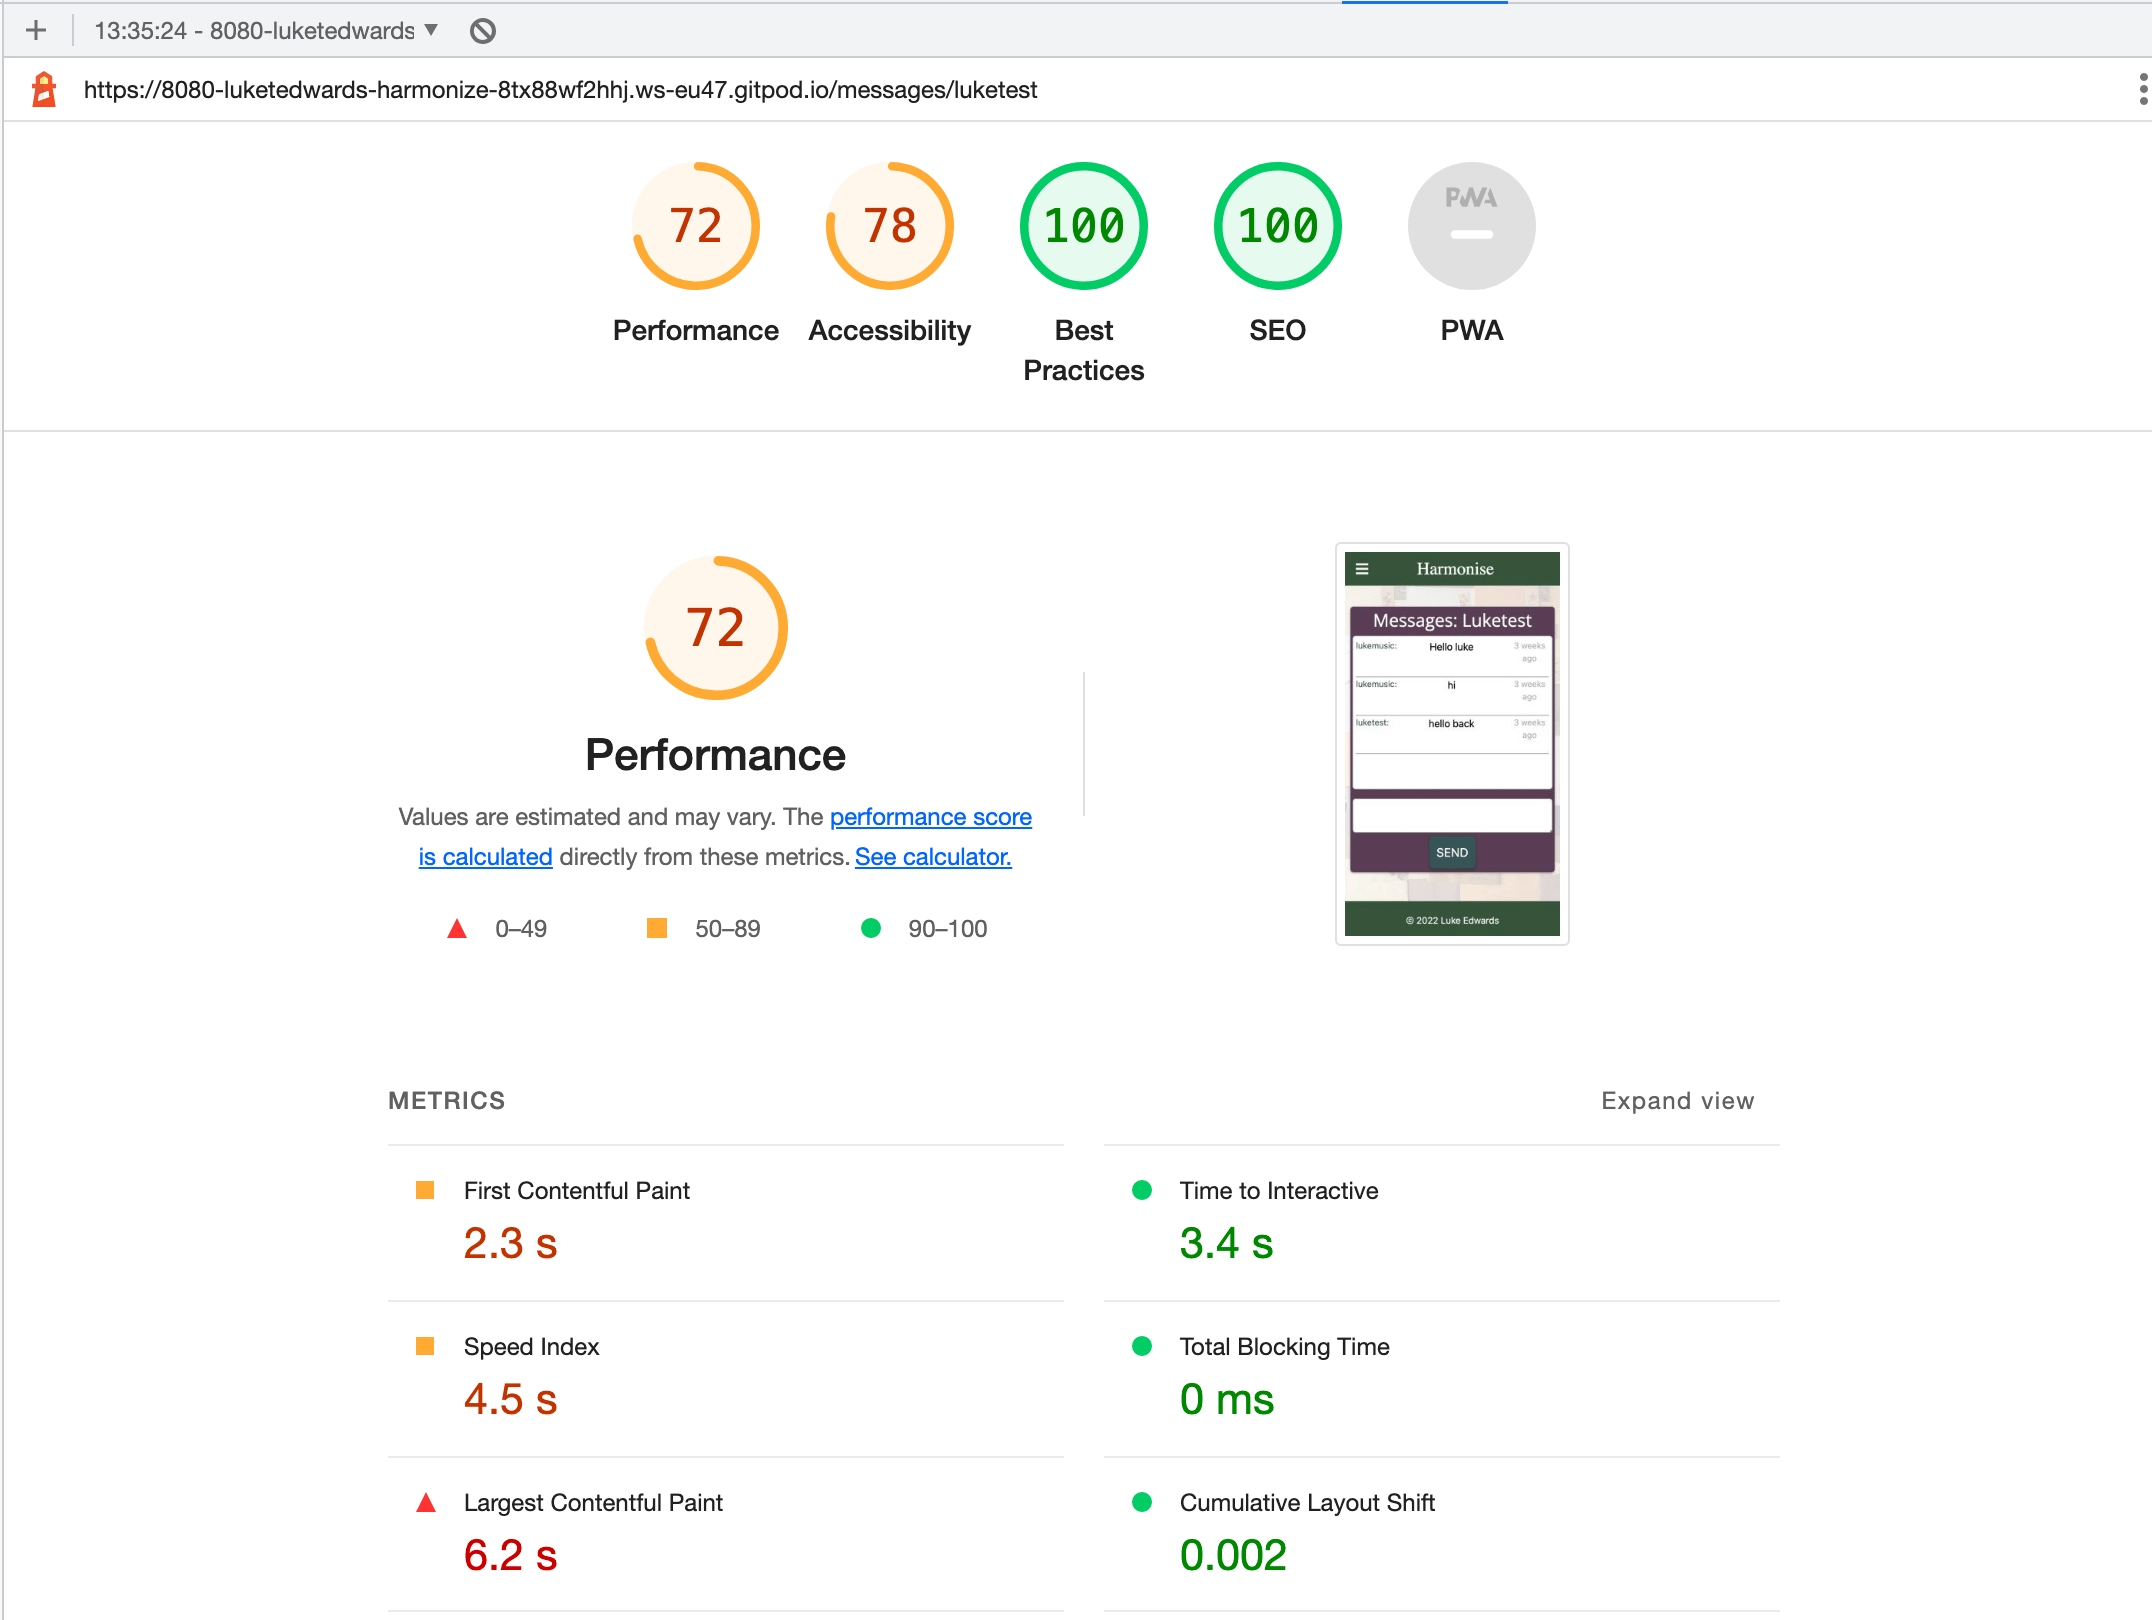 13:35:24 - 8080-luketedwards
https://8080-luketedwards-harmonize-8tx88wf2hhj.ws-eu47.gitpod.io/messages/luketest
72
78
100
100
PWA
Performance
Accessibility
Best
Practices
SEO
PWA
72
Performance
Values are estimated and may vary. The performance score
is calculated directly from these metrics. See calculator.
0–49
50–89
90–100
Harmonise
Messages: Luketest
lukemusic: Hello luke 3 weeks
ago
lukemusic: hi 3 weeks
ago
luketest: hello back 3 weeks
ago
SEND
© 2022 Luke Edwards
METRICS
Expand view
First Contentful Paint
2.3 s
Time to Interactive
3.4 s
Speed Index
4.5 s
Total Blocking Time
0 ms
Largest Contentful Paint
6.2 s
Cumulative Layout Shift
0.002